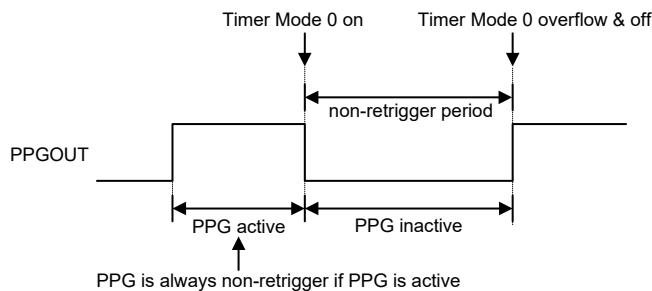 Timer Mode 0 on
Timer Mode 0 overflow & off
non-retrigger period
PPGOUT
PPG active
PPG inactive
PPG is always non-retrigger if PPG is active